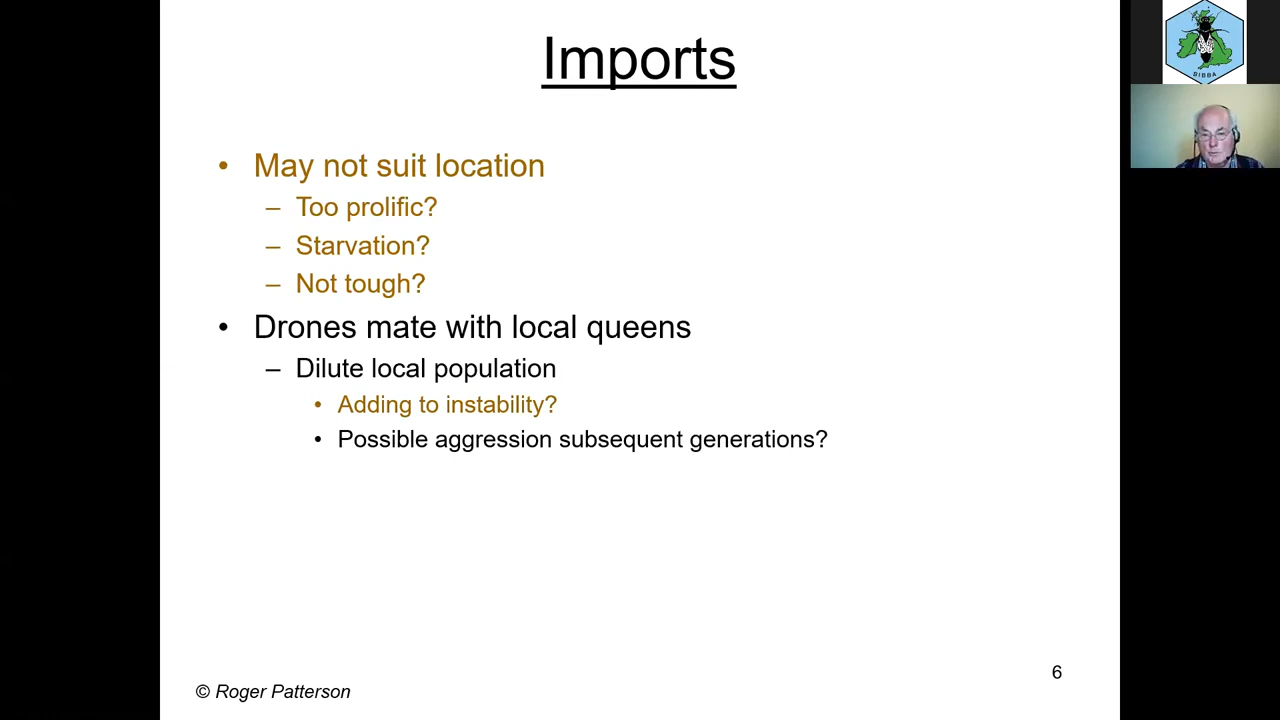 Imports
• May not suit location
– Too prolific?
– Starvation?
– Not tough?
• Drones mate with local queens
– Dilute local population
• Adding to instability?
• Possible aggression subsequent generations?
6
© Roger Patterson
BIBBA